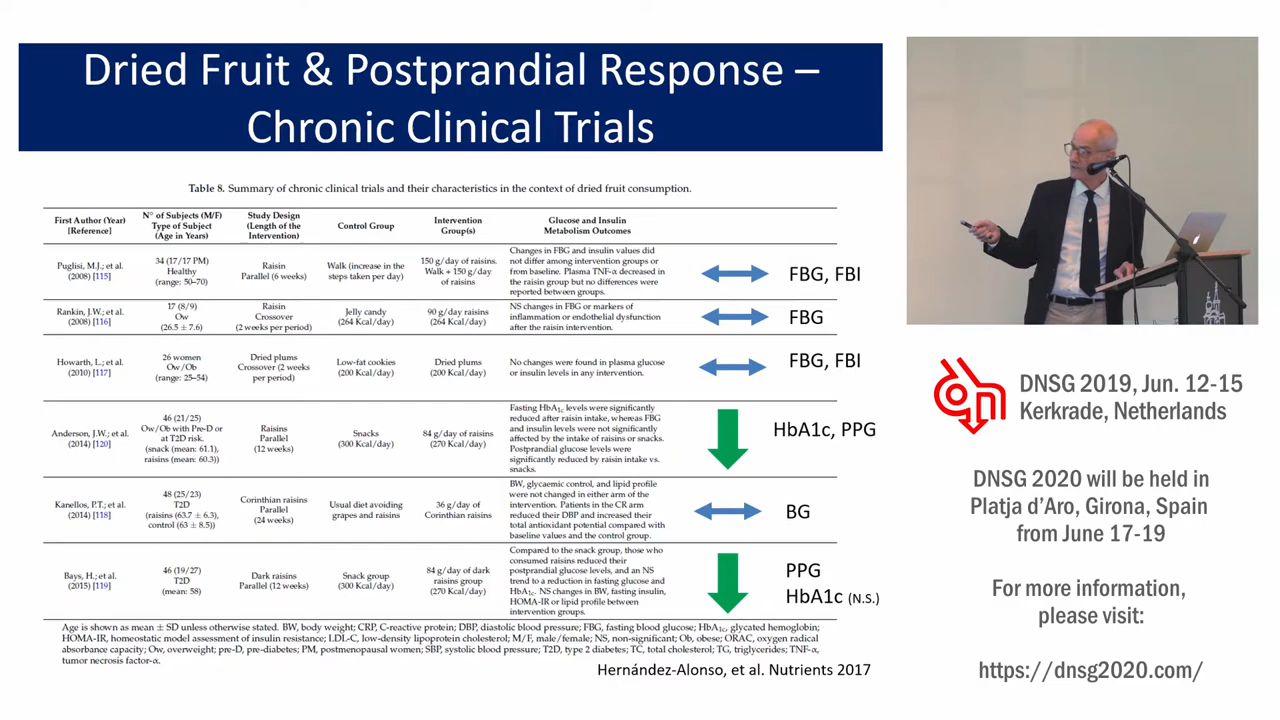 Dried Fruit & Postprandial Response –
Chronic Clinical Trials
Table 8. Summary of chronic clinical trials and their characteristics in the context of dried fruit consumption.
First Author (Year)
[Reference]
N° of Subjects (M/F)
Type of Subject
(Age in Years)
Study Design
(Length of the
Intervention)
Control Group
Intervention
Group(s)
Glucose and Insulin
Metabolism Outcomes
Puglisi, M.J.; et al.
(2008) [115]
34 (17/17 PM)
Healthy
(range: 50–70)
Raisin
Parallel (6 weeks)
Walk (increase in the
steps taken per day)
150 g/day of raisins.
Walk + 150 g/day
of raisins
Changes in FBG and insulin values did
not differ among intervention groups or
from baseline. Plasma TNF-α decreased in
the raisin group but no differences were
reported between groups.
FBG, FBI
Rankin, J.W.; et al.
(2008) [116]
17 (8/9)
Ow
(26.5 ± 7.6)
Raisin
Crossover
(2 weeks per period)
Jelly candy
(264 Kcal/day)
90 g/day raisins
(264 Kcal/day)
NS changes in FBG or markers of
inflammation or endothelial dysfunction
after the raisin intervention.
FBG
Howarth, L.; et al.
(2010) [117]
26 women
Ow/Ob
(range: 25–54)
Dried plums
Crossover (2 weeks
per period)
Low-fat cookies
(200 Kcal/day)
Dried plums
(200 Kcal/day)
No changes were found in plasma glucose
or insulin levels in any intervention.
FBG, FBI
Anderson, J.W.; et al.
(2014) [120]
46 (21/25)
Ow/Ob with Pre-D or
at T2D risk.
(snack (mean: 61.1),
raisins (mean: 60.3))
Raisins
Parallel
(12 weeks)
Snacks
(300 Kcal/day)
84 g/day of raisins
(270 Kcal/day)
Fasting HbA1c levels were significantly
reduced after raisin intake, whereas FBG
and insulin levels were not significantly
affected by the intake of raisins or snacks.
Postprandial glucose levels were
significantly reduced by raisin intake vs.
snacks.
HbA1c, PPG
Kanellos, P.T.; et al.
(2014) [118]
48 (25/23)
T2D
(raisins (63.7 ± 6.3),
control (63 ± 8.5))
Corinthian raisins
Parallel
(24 weeks)
Usual diet avoiding
grapes and raisins
36 g/day of
Corinthian raisins
BW, glycaemic control, and lipid profile
were not changed in either arm of the
intervention. Patients in the CR arm
reduced their DBP and increased their
total antioxidant potential compared with
baseline values and the control group.
BG
Bays, H.; et al.
(2015) [119]
46 (19/27)
T2D
(mean: 58)
Dark raisins
Parallel (12 weeks)
Snack group
(300 Kcal/day)
84 g/day of dark
raisins group
(270 Kcal/day)
Compared to the snack group, those who
consumed raisins reduced their
postprandial glucose levels, and an NS
trend to a reduction in fasting glucose and
HbA1c. NS changes in BW, fasting insulin,
HOMA-IR or lipid profile between
intervention groups.
PPG
HbA1c (N.S.)
Age is shown as mean ± SD unless otherwise stated. BW, body weight; CRP, C-reactive protein; DBP, diastolic blood pressure; FBG, fasting blood glucose; HbA1c, glycated hemoglobin;
HOMA-IR, homeostatic model assessment of insulin resistance; LDL-C, low-density lipoprotein cholesterol; M/F, male/female; NS, non-significant; Ob, obese; ORAC, oxygen radical
absorbance capacity; Ow, overweight; pre-D, pre-diabetes; PM, postmenopausal women; SBP, systolic blood pressure; T2D, type 2 diabetes; TC, total cholesterol; TG, triglycerides; TNF-α,
tumor necrosis factor-α.
Hernández-Alonso, et al. Nutrients 2017
DNSG 2019, Jun. 12-15
Kerkrade, Netherlands
DNSG 2020 will be held in
Platja d'Aro, Girona, Spain
from June 17-19
For more information,
please visit:
https://dnsg2020.com/